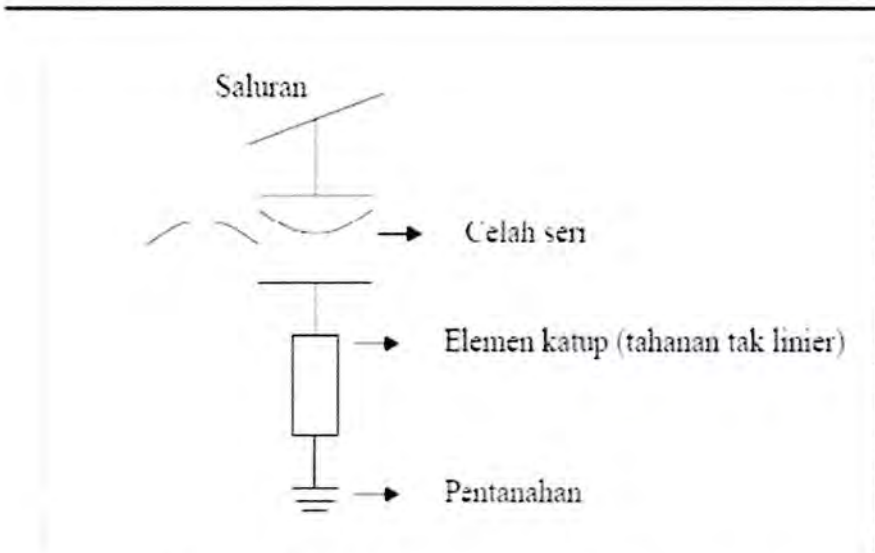 Saluran
Celah seri
Elemen katup (tahanan tak linier)
Pentanahan